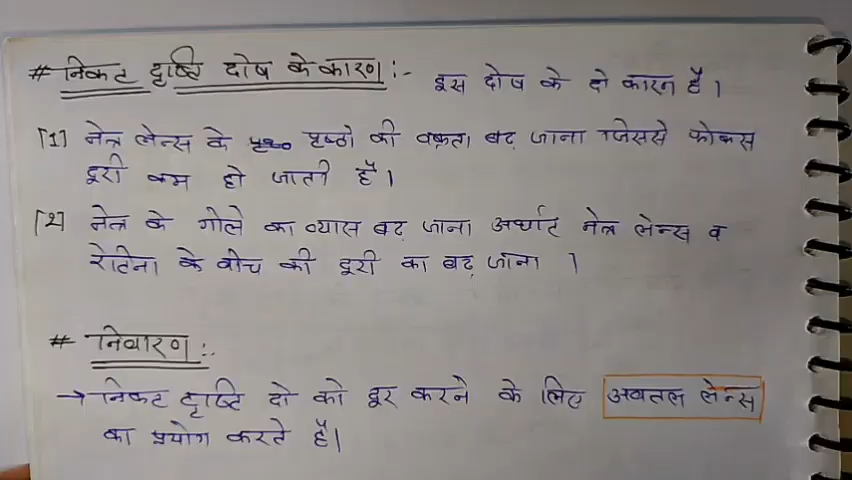 # निकट दृष्टि दोष के कारण :- इस दोष के दो कारन है।
[1] नेत्र लेन्स के पृष्ठो की वक्रता बढ़ जाना जिससे फोकस
दूरी कम हो जाती है।
[2] नेत्र के गोले का व्यास बढ़ जाना अर्थात नेत्र लेन्स व
रेटिना के बीच की दूरी का बढ़ जाना ।
# निवारण :-
→ निकट दृष्टि दो को दूर करने के लिए अवतल लेन्स
का प्रयोग करते है।